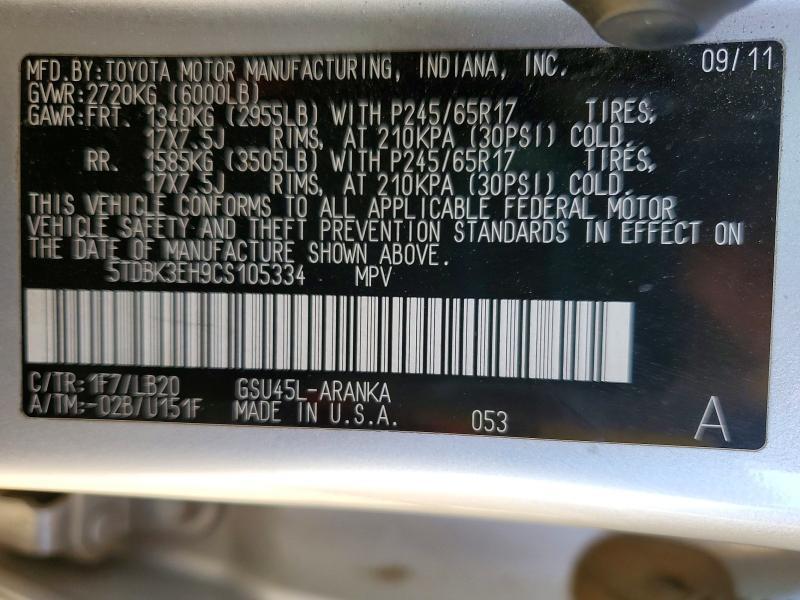 MFD.BY:TOYOTA MOTOR MANUFACTURING, INDIANA, INC. 09/11
GVWR:2720KG (6000LB)
GAWR:FRT. 1340KG (2955LB) WITH P245/65R17 TIRES,
17X7.5J RIMS, AT 210KPA (30PSI) COLD.
RR. 1585KG (3505LB) WITH P245/65R17 TIRES,
17X7.5J RIMS, AT 210KPA (30PSI) COLD.
THIS VEHICLE CONFORMS TO ALL APPLICABLE FEDERAL MOTOR
VEHICLE SAFETY AND THEFT PREVENTION STANDARDS IN EFFECT ON
THE DATE OF MANUFACTURE SHOWN ABOVE.
5TDBK3EH9CS105334 MPV
C/TR:1F7/LB20 GSU45L-ARANKA
A/TM:-02B/U151F MADE IN U.S.A. 053 A